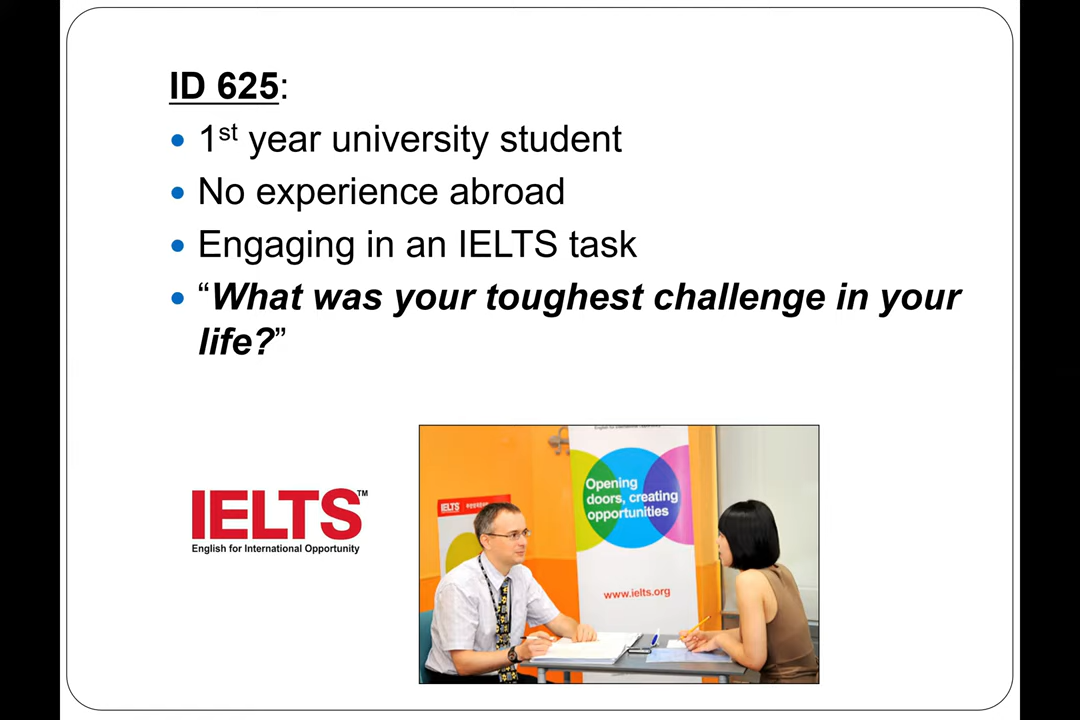 ID 625:
• 1st year university student
• No experience abroad
• Engaging in an IELTS task
• “What was your toughest challenge in your
life?”
Opening
doors, creating
opportunities
IELTS
www.ielts.org
IELTS™
English for International Opportunity